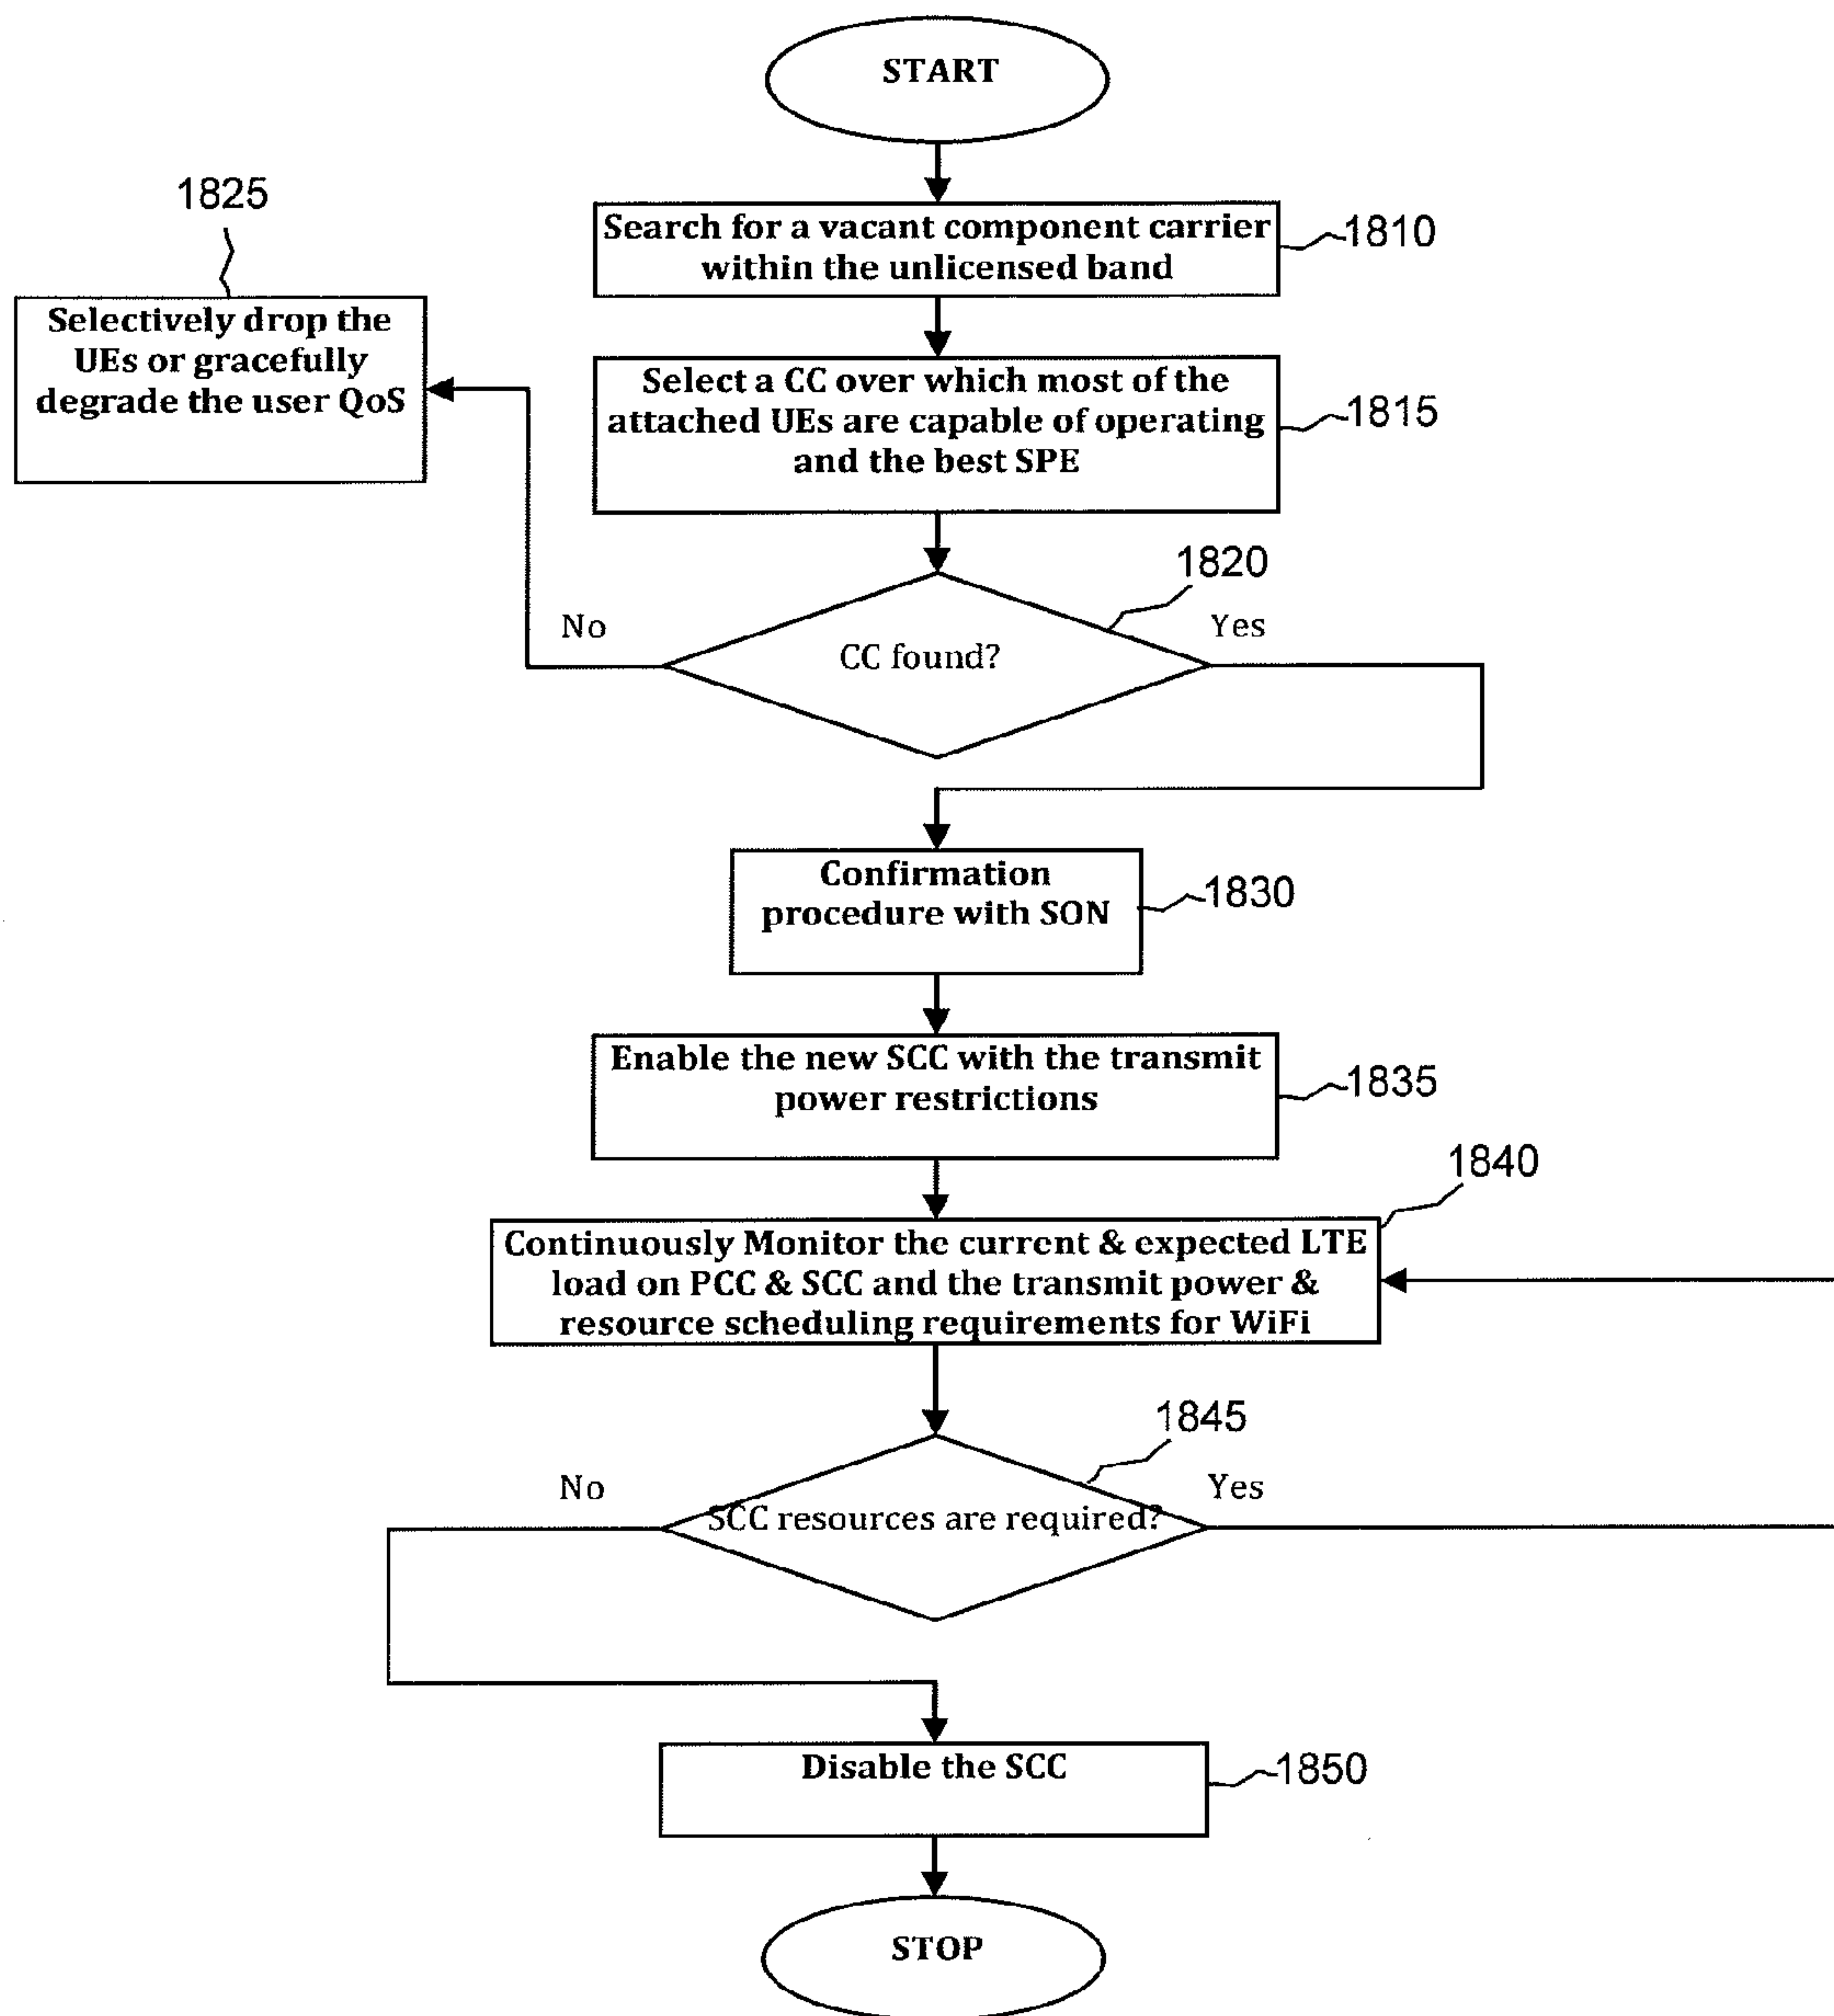 START
1825
Search for a vacant component carrier
within the unlicensed band
1810
Selectively drop the
UEs or gracefully
degrade the user QoS
Select a CC over which most of the
attached UEs are capable of operating
and the best SPE
1815
1820
No
Yes
CC found?
Confirmation
procedure with SON
1830
Enable the new SCC with the transmit
power restrictions
1835
1840
Continuously Monitor the current & expected LTE
load on PCC & SCC and the transmit power &
resource scheduling requirements for WiFi
1845
No
Yes
SCC resources are required?
Disable the SCC
1850
STOP